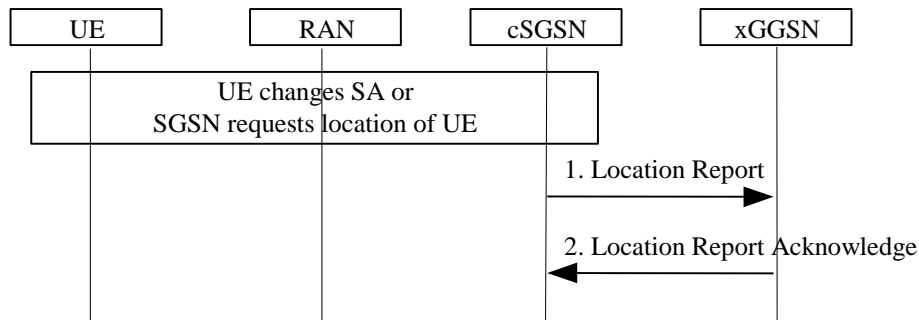 UE
RAN
cSGSN
xGGSN
UE changes SA or
SGSN requests location of UE
1. Location Report
2. Location Report Acknowledge